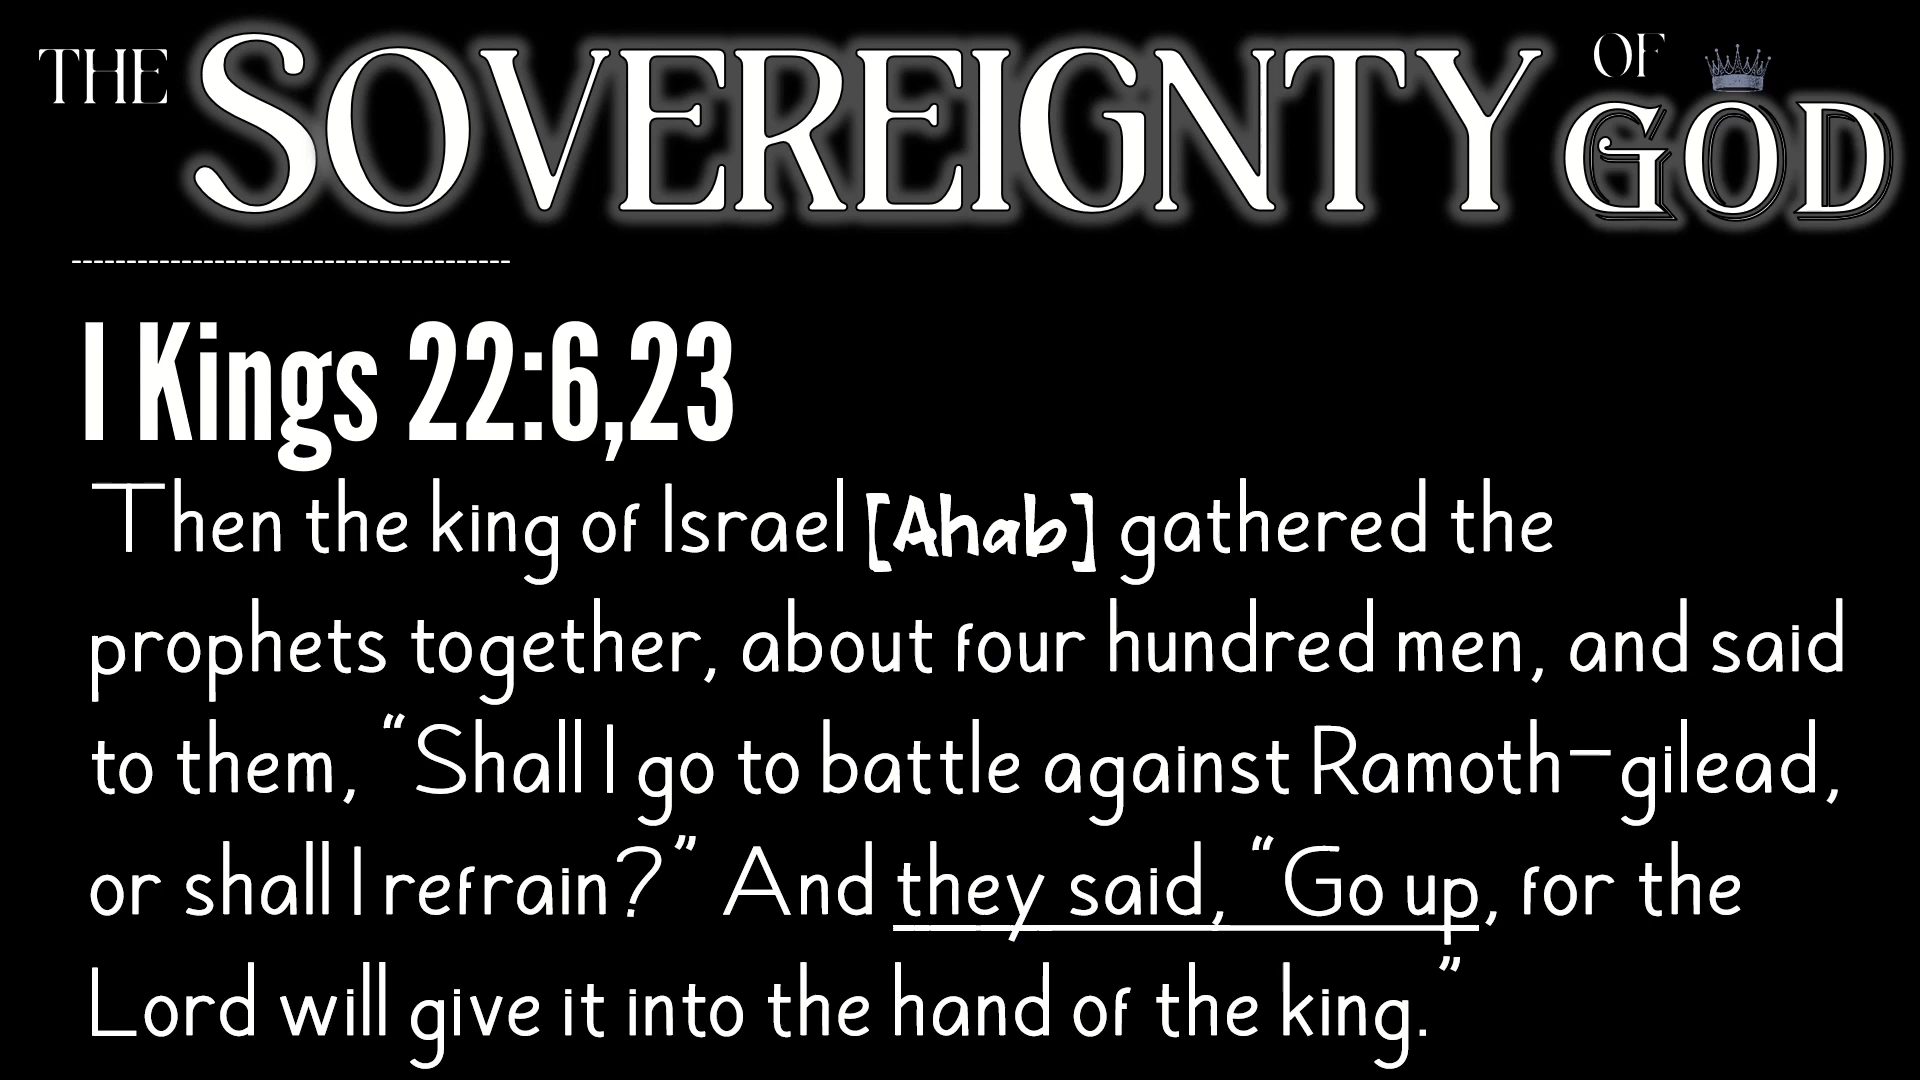 THE SOVEREIGNTY OF GOD
---------------------------------------
I Kings 22:6,23
Then the king of Israel [Ahab] gathered the
prophets together, about four hundred men, and said
to them, “Shall I go to battle against Ramoth-gilead,
or shall I refrain?” And they said, “Go up, for the
Lord will give it into the hand of the king.”